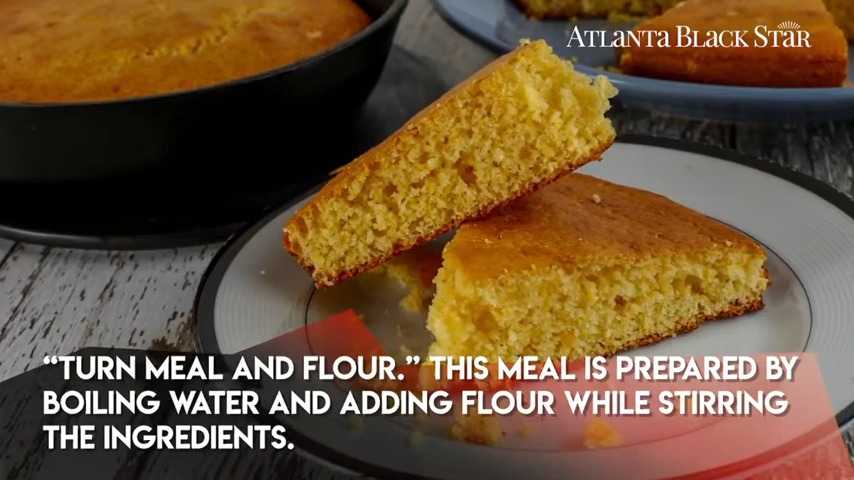 ATLANTA BLACK STAR
“TURN MEAL AND FLOUR.” THIS MEAL IS PREPARED BY
BOILING WATER AND ADDING FLOUR WHILE STIRRING
THE INGREDIENTS.